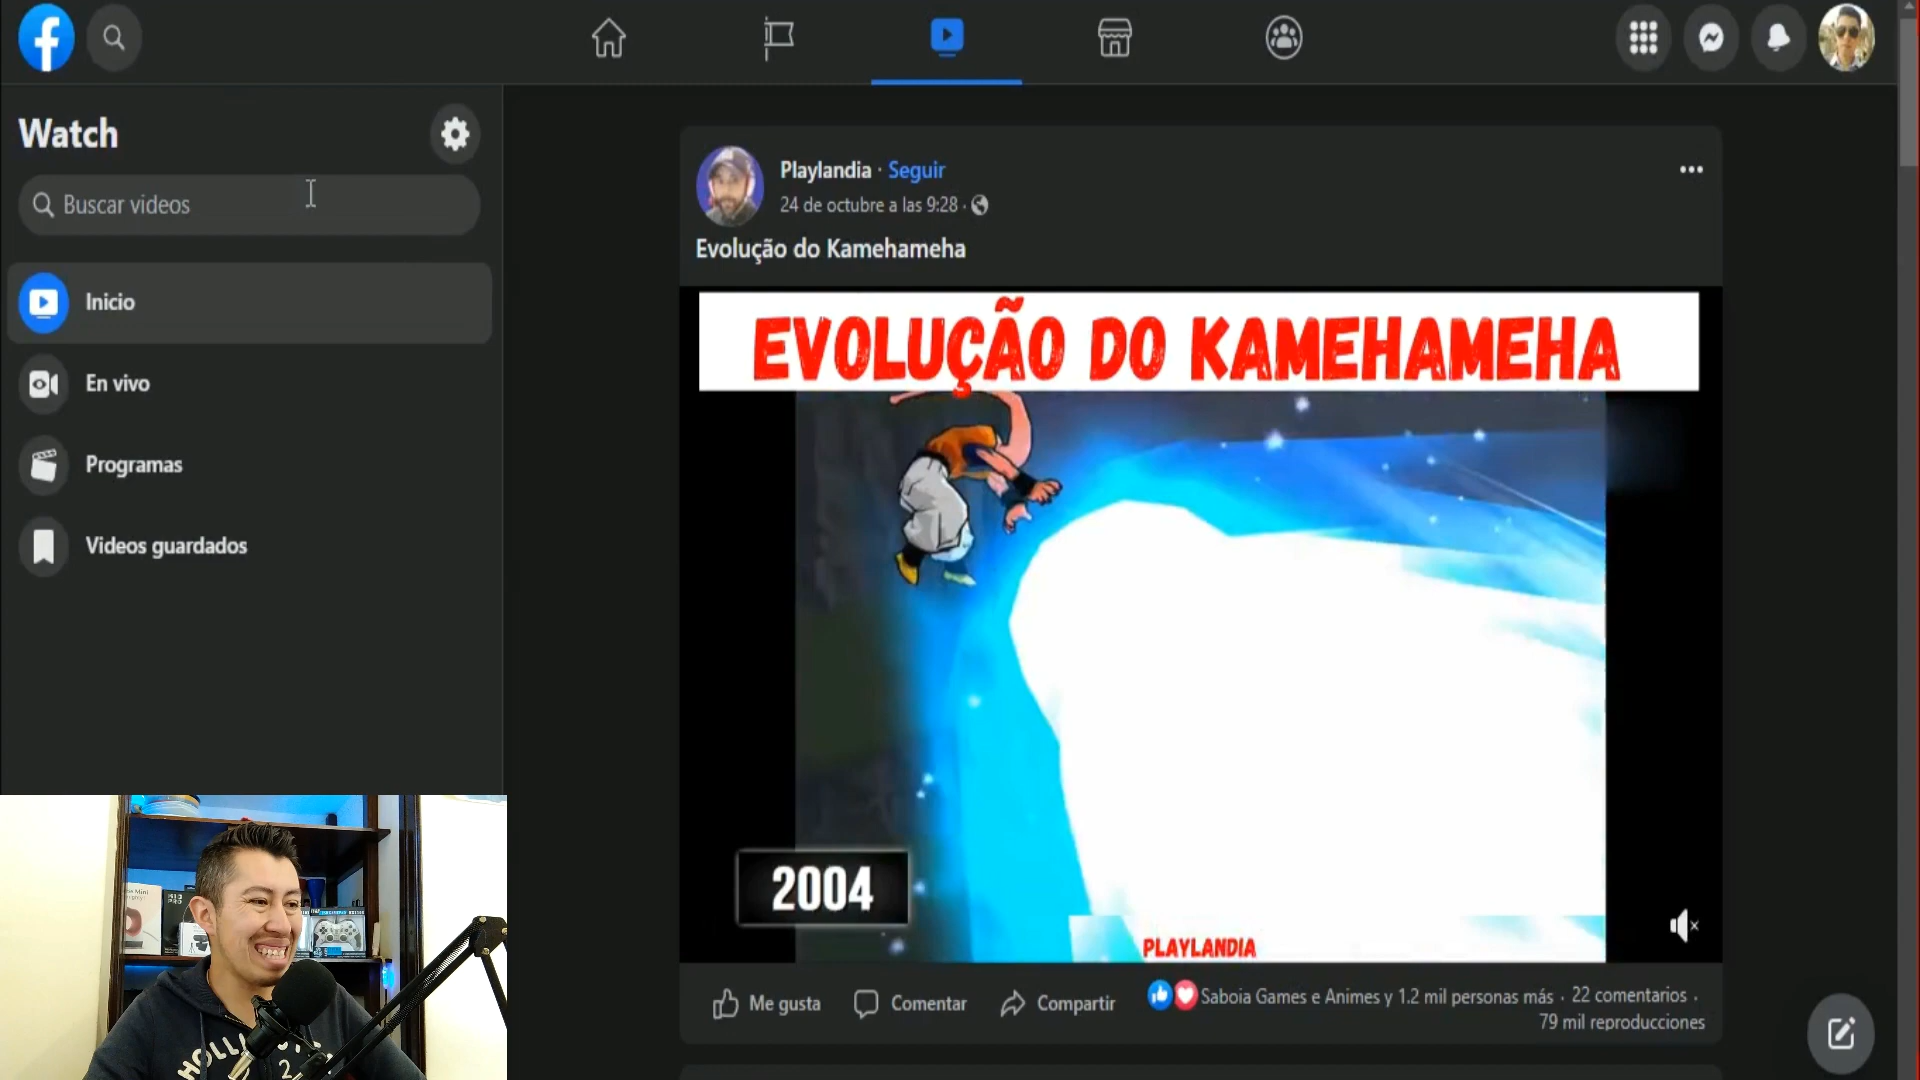 Watch
Buscar videos
Inicio
En vivo
Programas
Videos guardados
Playlandia · Seguir
24 de octubre a las 9:28 ·
Evolução do Kamehameha
EVOLUÇÃO DO KAMEHAMEHA
2004
PLAYLANDIA
Me gusta
Comentar
Compartir
Saboia Games e Animes y 1.2 mil personas más · 22 comentarios ·
79 mil reproducciones